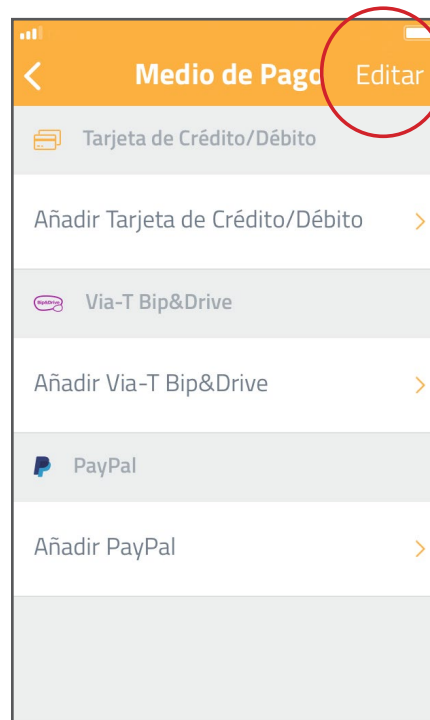 Medio de Pago Editar
Tarjeta de Crédito/Débito
Añadir Tarjeta de Crédito/Débito
Via-T Bip&Drive
Añadir Via-T Bip&Drive
PayPal
Añadir PayPal